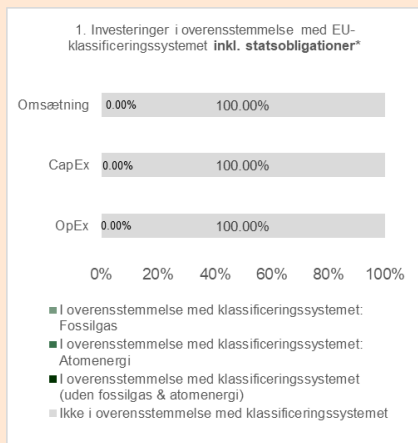 1. Investeringer i overensstemmelse med EU-
klassificeringssystemet inkl. statsobligationer*
Omsætning 0.00% 100.00%
CapEx 0.00% 100.00%
OpEx 0.00% 100.00%
0% 20% 40% 60% 80% 100%
I overensstemmelse med klassificeringssystemet:
Fossilgas
I overensstemmelse med klassificeringssystemet:
Atomenergi
I overensstemmelse med klassificeringssystemet
(uden fossilgas & atomenergi)
Ikke i overensstemmelse med klassificeringssystemet